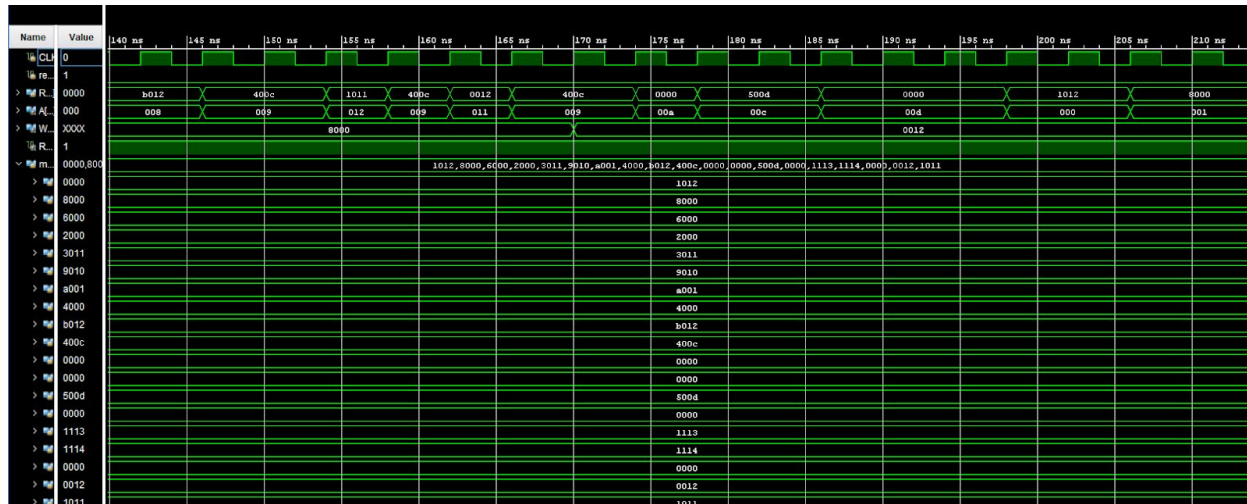 Name Value 140 ns 145 ns 150 ns 155 ns 160 ns 165 ns 170 ns 175 ns 180 ns 185 ns 190 ns 195 ns 200 ns 205 ns 210 ns
CLK 0
re... 1
R...] 0000 b012 400c 1011 400c 0012 400c 0000 500d 0000 1012 8000
A[... 000 008 009 012 009 011 009 00a 00c 00d 000 001
W... XXXX 8000 0012
R... 1
m... 0000,800 1012,8000,6000,2000,3011,9010,a001,4000,b012,400c,0000,0000,500d,0000,1113,1114,0000,0012,1011
0000 1012
8000 8000
6000 6000
2000 2000
3011 3011
9010 9010
a001 a001
4000 4000
b012 b012
400c 400c
0000 0000
0000 0000
500d 500d
0000 0000
1113 1113
1114 1114
0000 0000
0012 0012
1011 1011